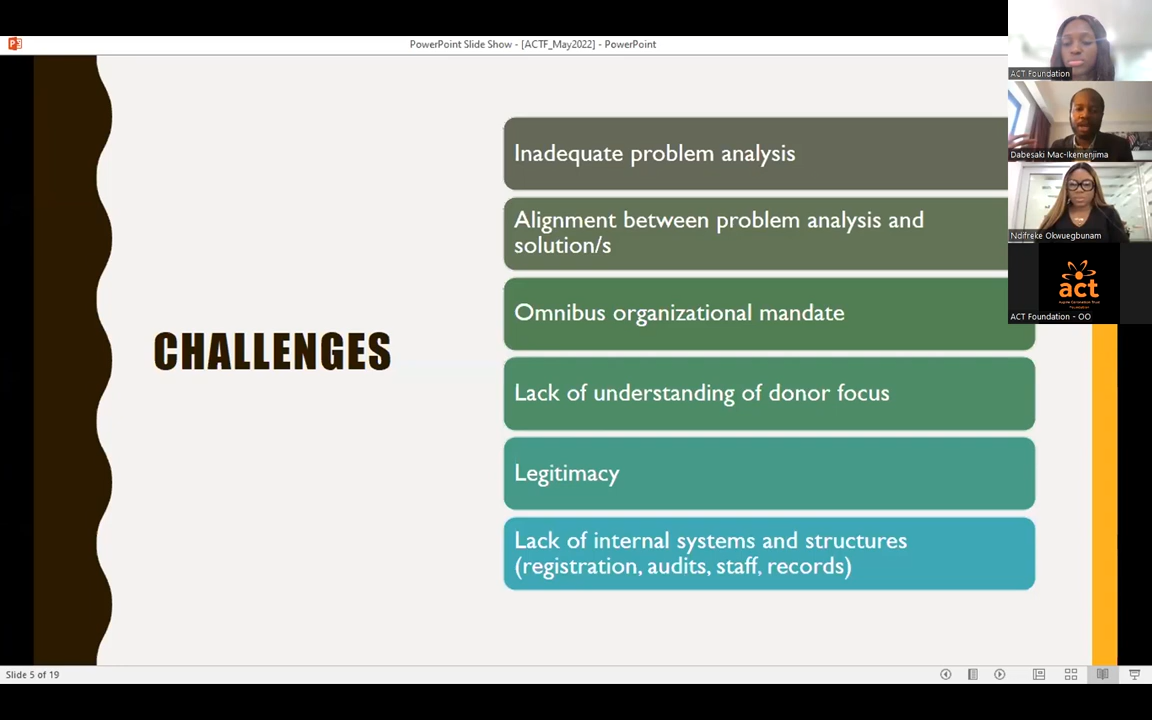 PowerPoint Slide Show - [ACTF_May2022] - PowerPoint
ACT Foundation
Dabesaki Mac-Ikemenjima
Ndifreke Okwuegbunam
act
ACT Foundation - OO
CHALLENGES
Inadequate problem analysis
Alignment between problem analysis and
solution/s
Omnibus organizational mandate
Lack of understanding of donor focus
Legitimacy
Lack of internal systems and structures
(registration, audits, staff, records)
Slide 5 of 19